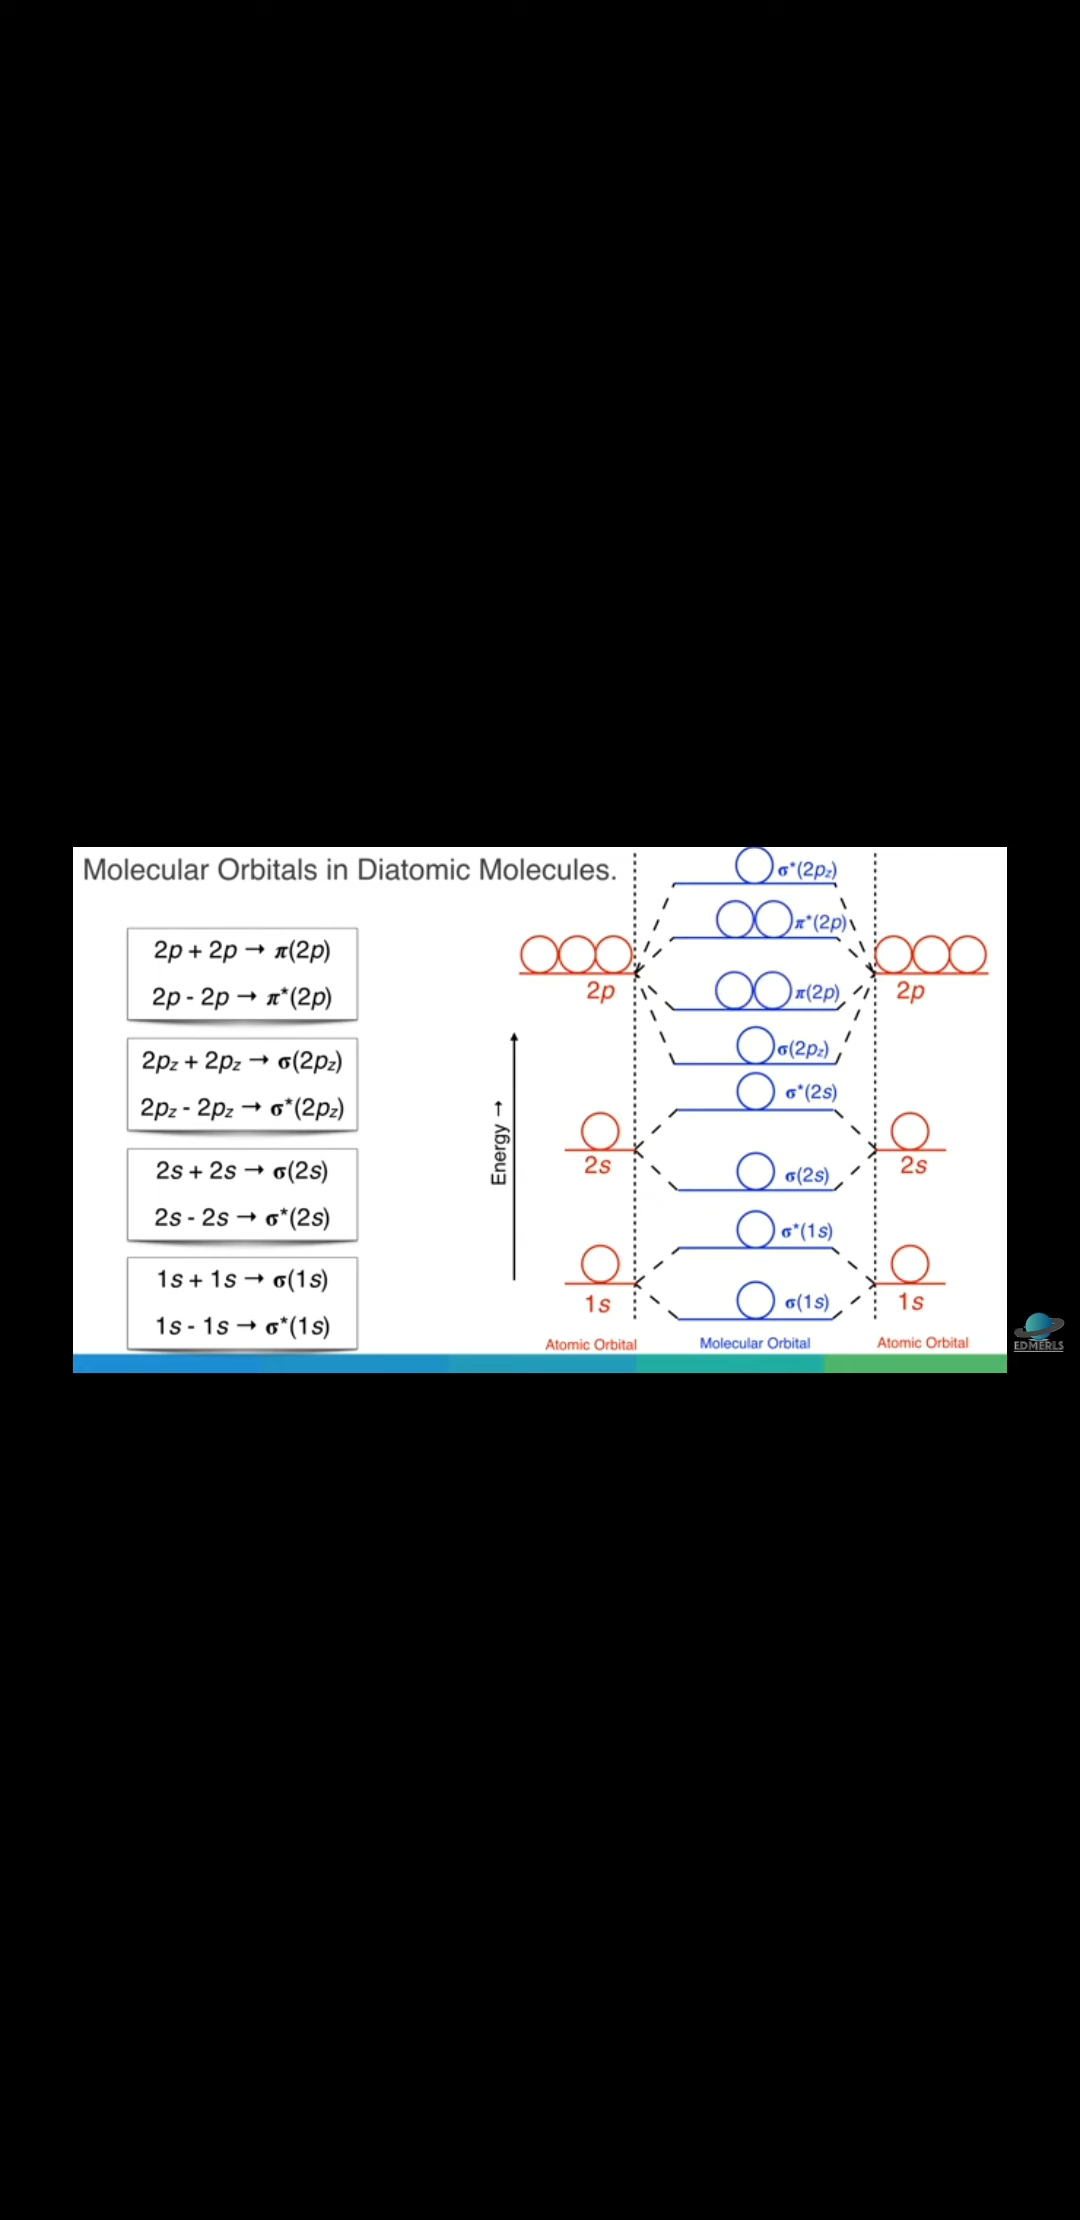 Molecular Orbitals in Diatomic Molecules.
2p + 2p → π(2p)
2p - 2p → π*(2p)
2pz + 2pz → σ(2pz)
2pz - 2pz → σ*(2pz)
2s + 2s → σ(2s)
2s - 2s → σ*(2s)
1s + 1s → σ(1s)
1s - 1s → σ*(1s)
Energy →
σ*(2pz)
π*(2p)
2p
π(2p)
2p
σ(2pz)
σ*(2s)
2s
2s
σ(2s)
σ*(1s)
1s
σ(1s)
1s
Atomic Orbital
Molecular Orbital
Atomic Orbital
EDMERLS